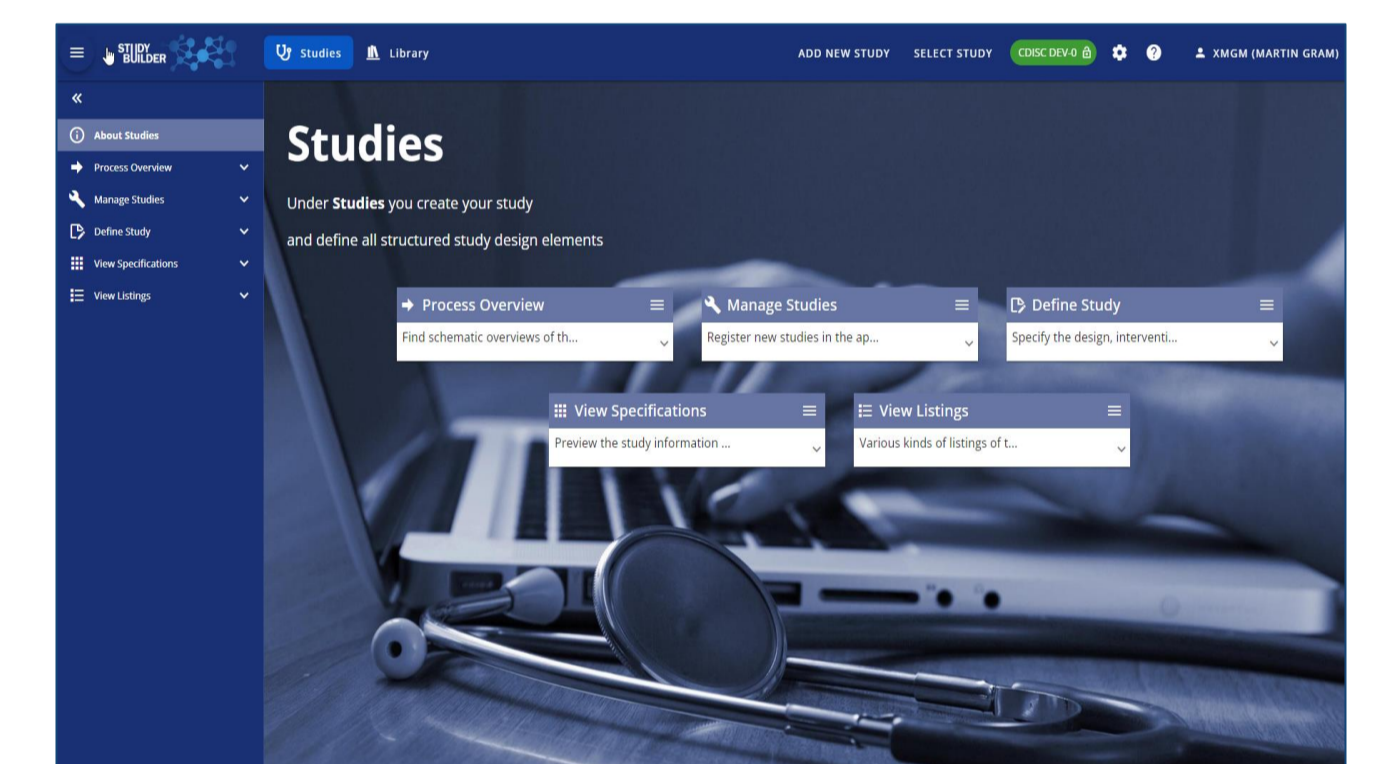 STUDY
BUILDER
Studies
Library
ADD NEW STUDY
SELECT STUDY
CDISC DEV-0
XMGM (MARTIN GRAM)
About Studies
Process Overview
Manage Studies
Define Study
View Specifications
View Listings
Studies
Under Studies you create your study
and define all structured study design elements
Process Overview
Find schematic overviews of th...
Manage Studies
Register new studies in the ap...
Define Study
Specify the design, interventi...
View Specifications
Preview the study information ...
View Listings
Various kinds of listings of t...